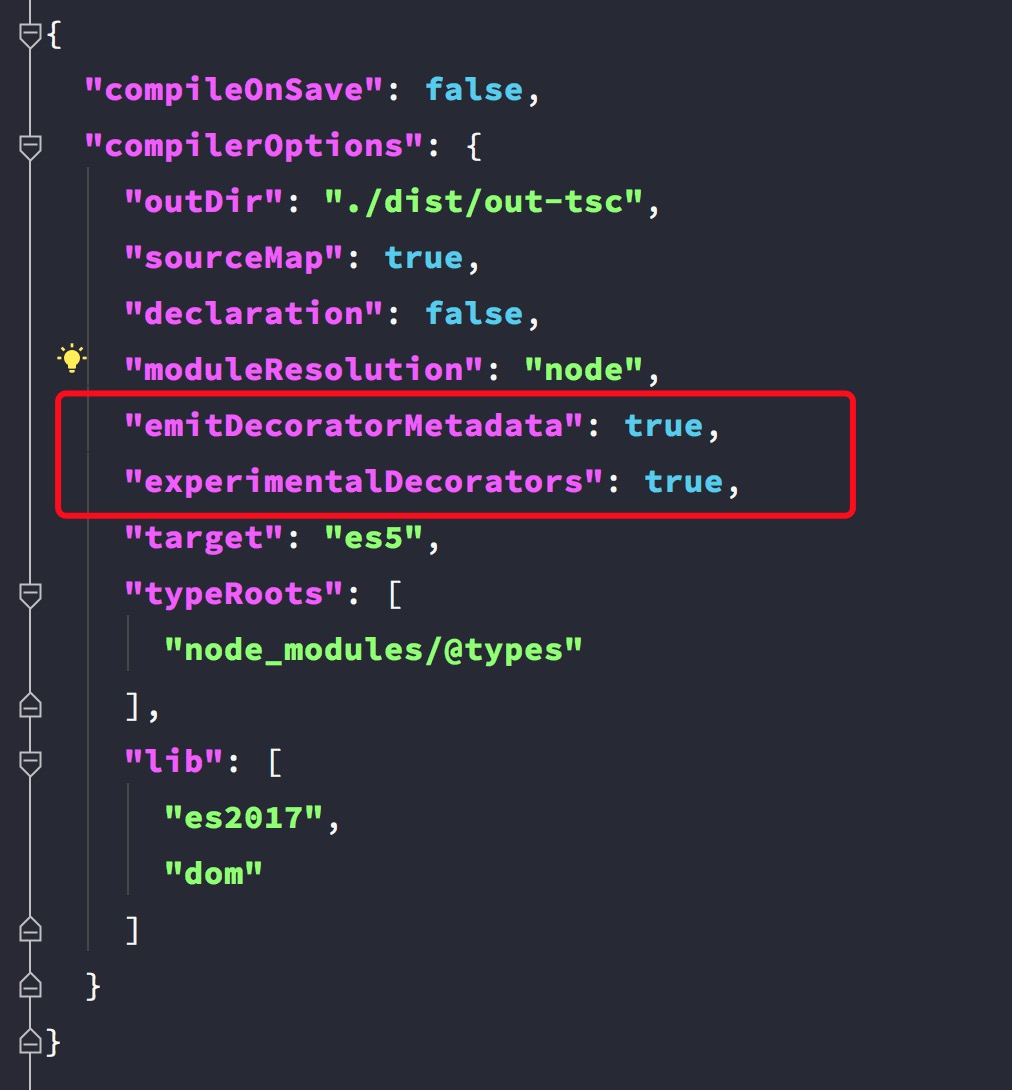 {
"compileOnSave": false,
"compilerOptions": {
"outDir": "./dist/out-tsc",
"sourceMap": true,
"declaration": false,
"moduleResolution": "node",
"emitDecoratorMetadata": true,
"experimentalDecorators": true,
"target": "es5",
"typeRoots": [
"node_modules/@types"
],
"lib": [
"es2017",
"dom"
]
}
}